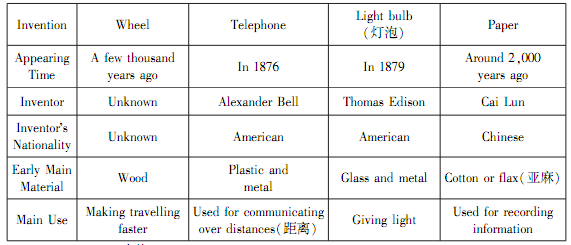 Invention Wheel Telephone Light bulb (灯泡) Paper
Appearing Time A few thousand years ago In 1876 In 1879 Around 2,000 years ago
Inventor Unknown Alexander Bell Thomas Edison Cai Lun
Inventor's Nationality Unknown American American Chinese
Early Main Material Wood Plastic and metal Glass and metal Cotton or flax(亚麻)
Main Use Making travelling faster Used for communicating over distances(距离) Giving light Used for recording information